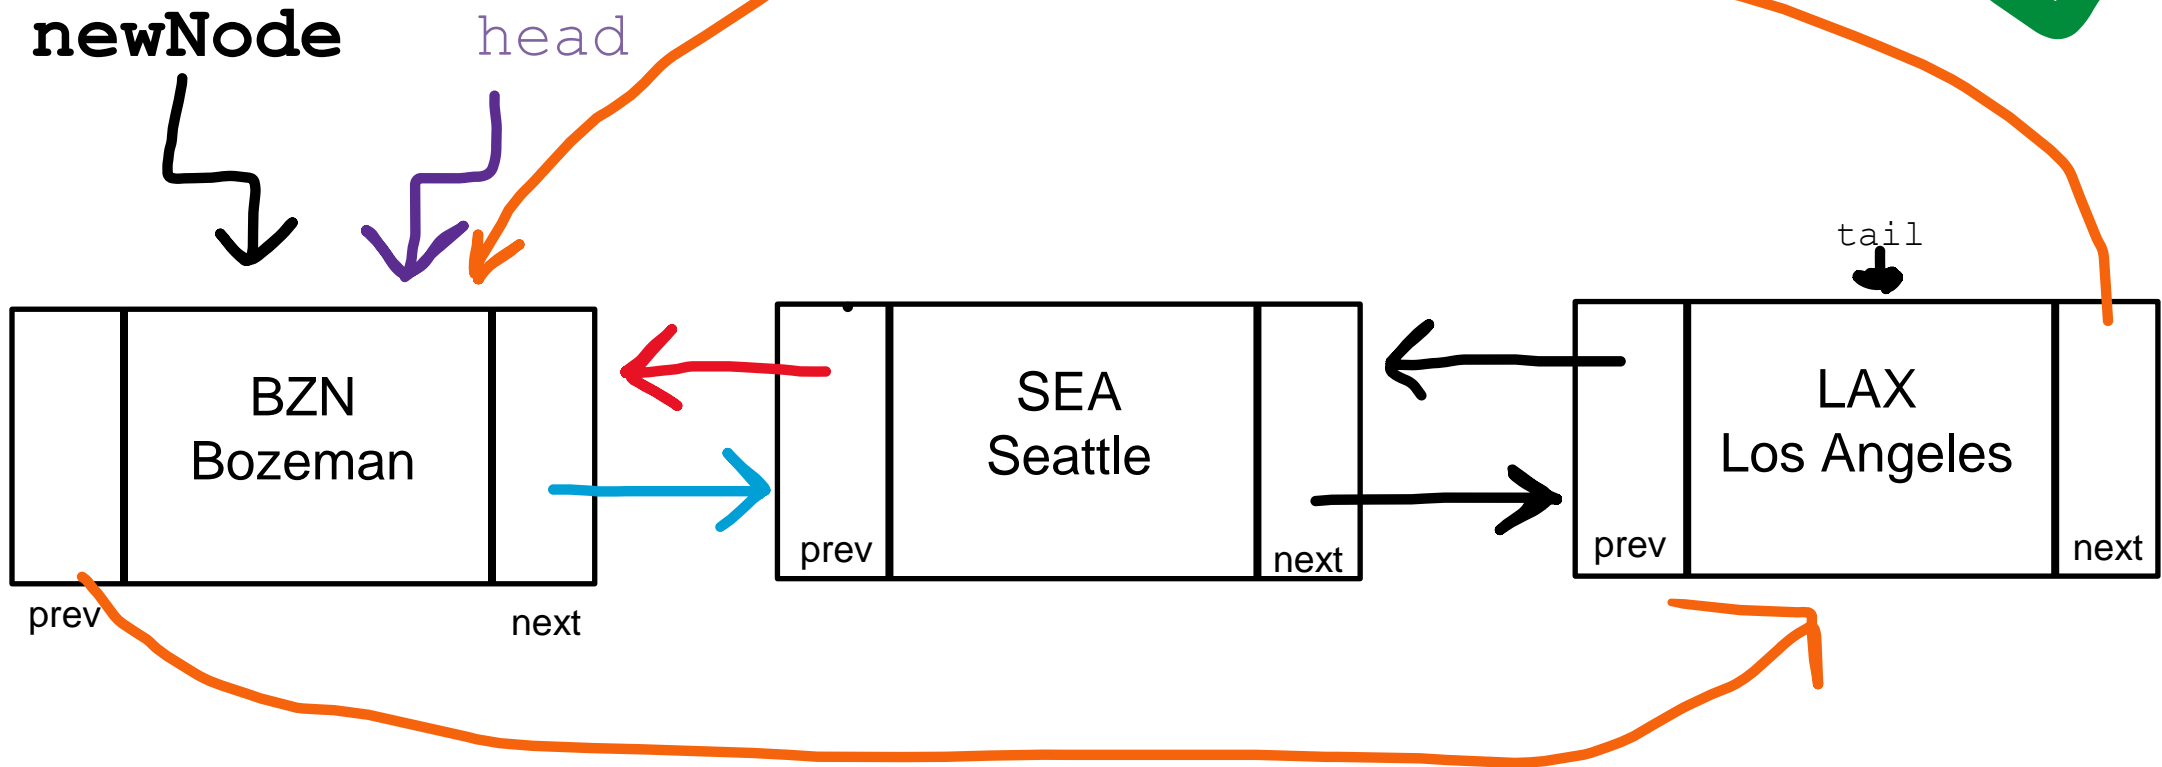 newNode
head
tail
BZN
Bozeman
prev
next
SEA
Seattle
prev
next
LAX
Los Angeles
prev
next